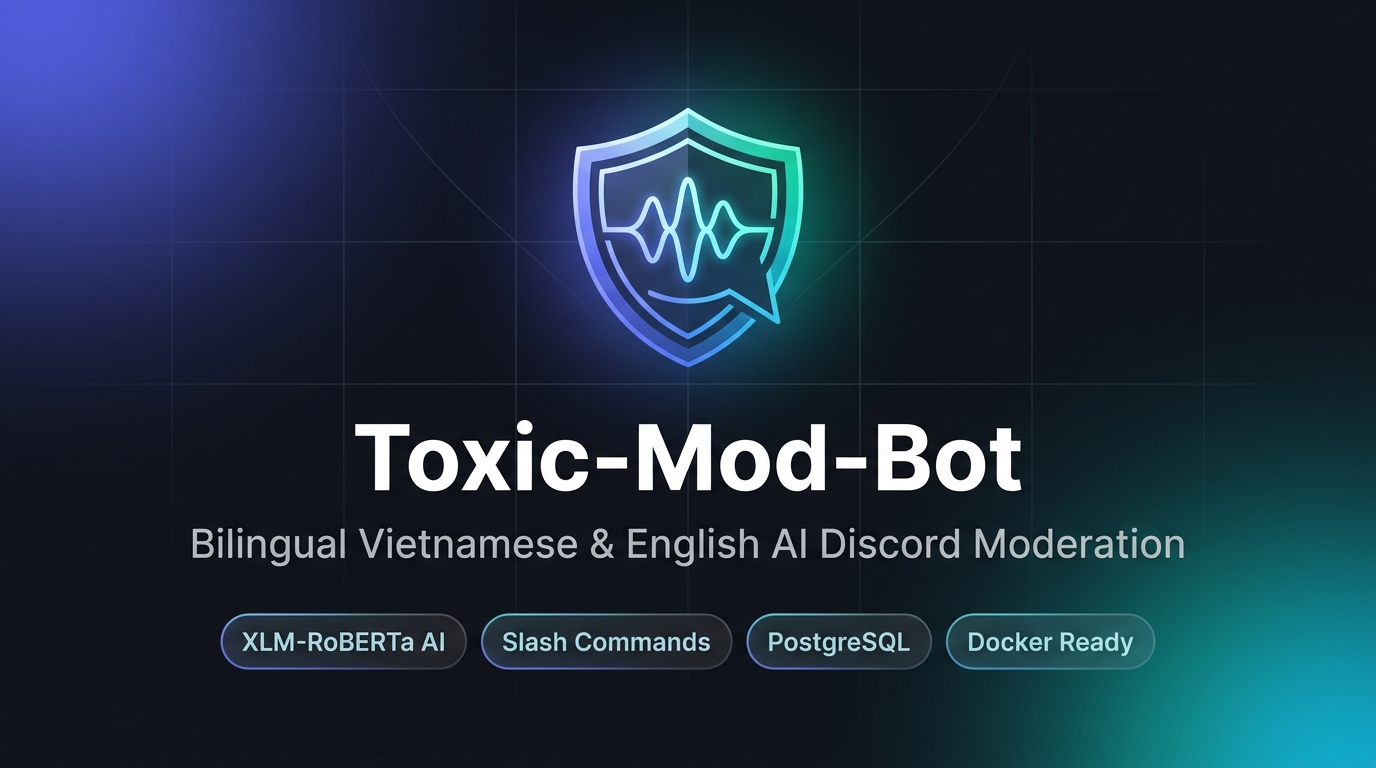 Toxic-Mod-Bot
Bilingual Vietnamese & English AI Discord Moderation
XLM-RoBERTa AI
Slash Commands
PostgreSQL
Docker Ready